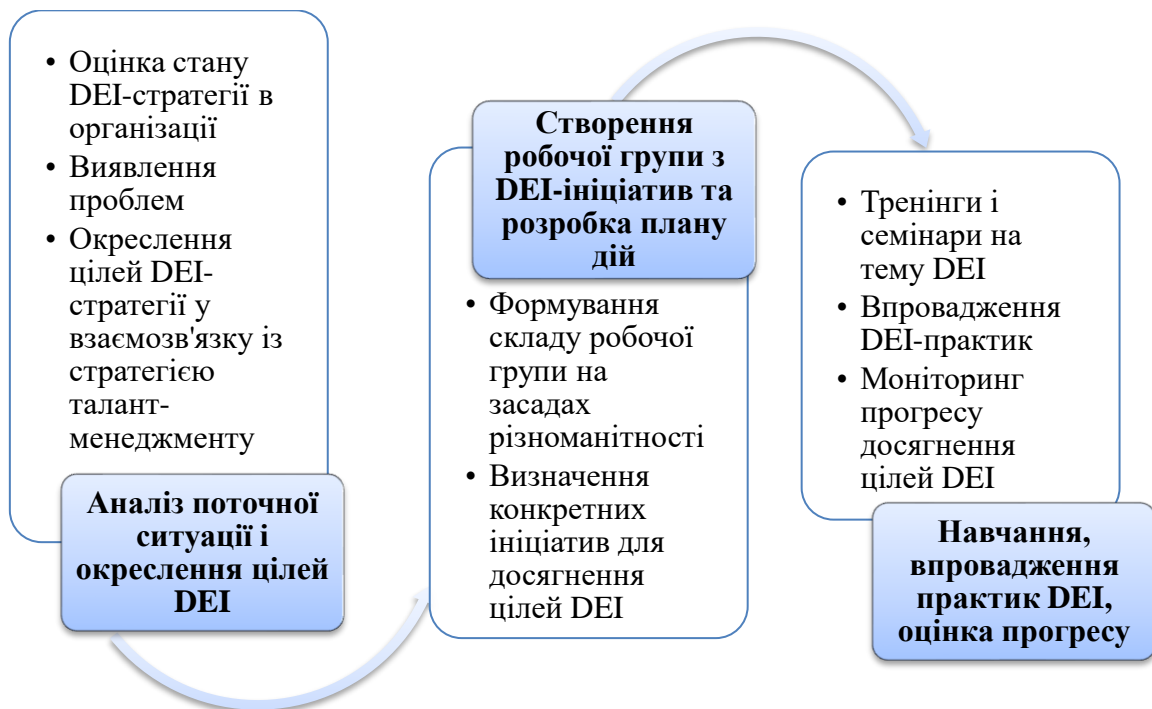 • Оцінка стану
DEI-стратегії в
організації
• Виявлення
проблем
• Окреслення
цілей DEI-
стратегії у
взаємозв'язку із
стратегією
талант-
менеджменту
Аналіз поточної
ситуації і
окреслення цілей
DEI
Створення
робочої групи з
DEI-ініціатив та
розробка плану
дій
• Формування
складу робочої
групи на
засадах
різноманітності
• Визначення
конкретних
ініціатив для
досягнення
цілей DEI
• Тренінги і
семінари на
тему DEI
• Впровадження
DEI-практик
• Моніторинг
прогресу
досягнення
цілей DEI
Навчання,
впровадження
практик DEI,
оцінка прогресу